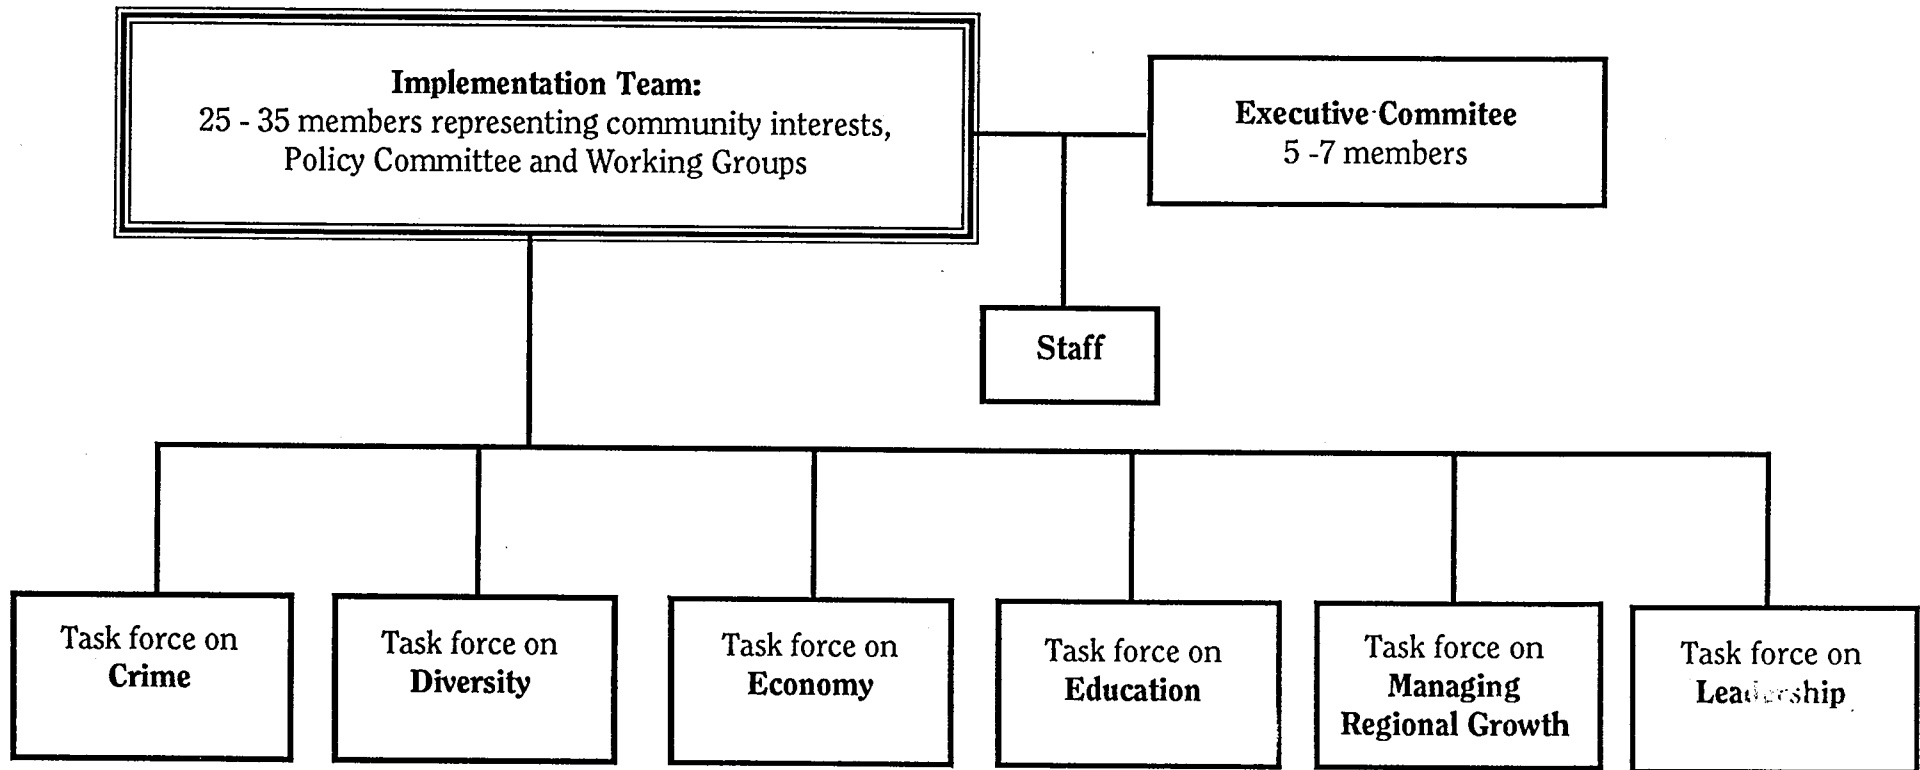 Implementation Team:
25 - 35 members representing community interests,
Policy Committee and Working Groups
Executive Commitee
5 -7 members
Staff
Task force on
Crime
Task force on
Diversity
Task force on
Economy
Task force on
Education
Task force on
Managing
Regional Growth
Task force on
Leadership